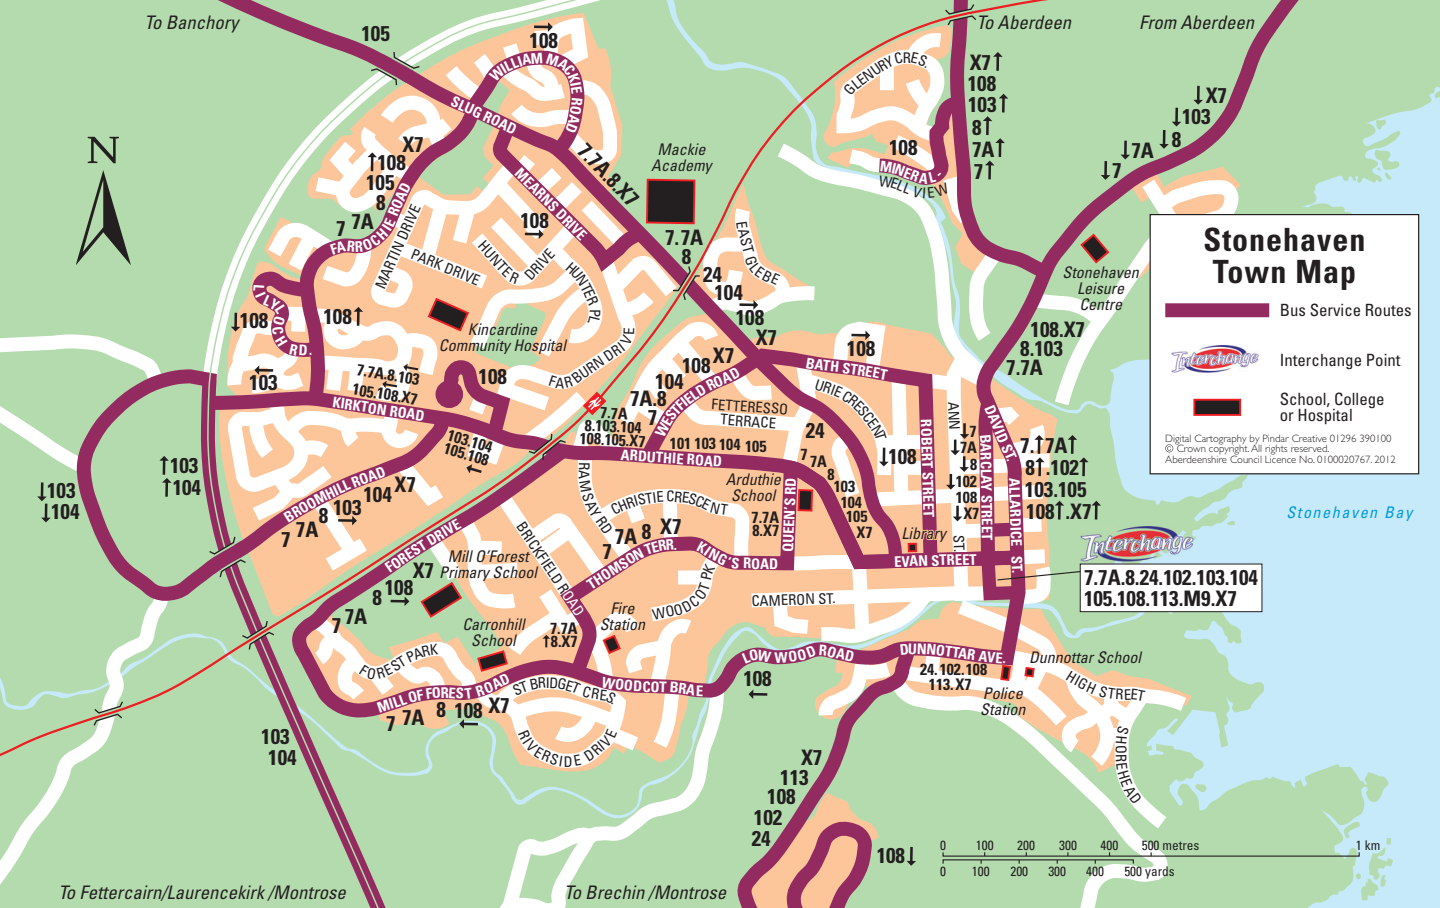 To Banchory
105
108
To Aberdeen
From Aberdeen
WILLIAM MACKIE ROAD
SLUG ROAD
GLENURY CRES.
X7↑
108
103↑
8↑
7A↑
7↑
↓X7
↓103
↓8
↓7A
↓7
N
X7
↑108
105
8
7A
7
FARROCHIE ROAD
7.7A.8.X7
Mackie
Academy
108
MINERAL-
WELL VIEW
MEARNS DRIVE
108
MARTIN DRIVE
PARK DRIVE
HUNTER DRIVE
HUNTER PL
7.7A
8
EAST GLEBE
24
104
108
X7
Stonehaven
Leisure
Centre
Stonehaven
Town Map
Bus Service Routes
Interchange
Interchange Point
School, College
or Hospital
Digital Cartography by Pindar Creative 01296 390100
© Crown copyright. All rights reserved.
Aberdeenshire Council Licence No. 0100020767. 2012
LILYLOCH RD.
↓108
108↑
Kincardine
Community Hospital
FARBURN DRIVE
103
7.7A.8.103
105.108.X7
KIRKTON ROAD
108
X7
108
104
7A.8
7
WESTFIELD ROAD
7.7A
8.103.104
108.105.X7
108
BATH STREET
108.X7
8.103
7.7A
FETTERESSO
TERRACE
URIE CRESCENT
24
ROBERT STREET
↓108
ANN
ST.
DAVID ST.
BARCLAY STREET
ALLARDICE ST.
↓7
↓7A
↓8
↓102
108
↓X7
7.↑7A↑
8↑.102↑
103.105
108↑.X7↑
103.104
105.108
101 103 104 105
ARDUTHIE ROAD
↑103
↑104
↓103
↓104
BROOMHILL ROAD
7
7A
8
103
104
X7
RAMSAY RD
CHRISTIE CRESCENT
Arduthie
School
7
7A
8
103
104
105
X7
7.7A
8.X7
QUEEN'S RD
Library
EVAN STREET
Stonehaven Bay
Interchange
7.7A.8.24.102.103.104
105.108.113.M9.X7
FOREST DRIVE
BRICKFIELD ROAD
7
7A
8
X7
THOMSON TERR.
KING'S ROAD
WOODCOT PK
CAMERON ST.
Mill O'Forest
Primary School
X7
108
8
7A
7
Carronhill
School
7.7A
↑8.X7
Fire
Station
FOREST PARK
MILL OF FOREST ROAD
ST BRIDGET CRES.
WOODCOT BRAE
LOW WOOD ROAD
DUNNOTTAR AVE.
24.102.108
113.X7
Police
Station
Dunnottar School
HIGH STREET
SHOREHEAD
108
7
7A
8
108
X7
RIVERSIDE DRIVE
103
104
X7
113
108
102
24
108↓
0 100 200 300 400 500 metres 1 km
0 100 200 300 400 500 yards
To Fettercairn/Laurencekirk /Montrose
To Brechin /Montrose